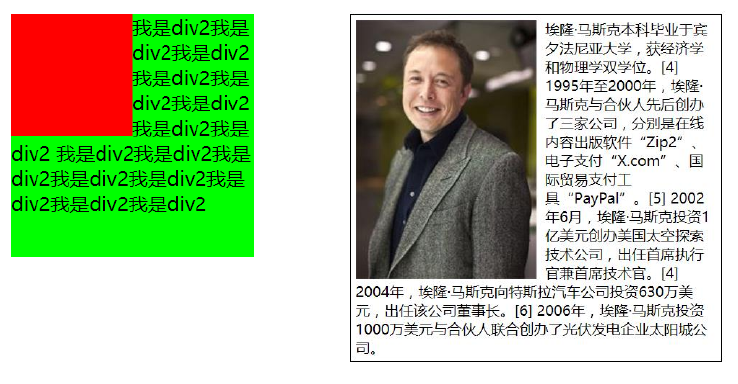 我是div2我是
div2我是div2
我是div2我是
div2我是div2
我是div2我是
div2 我是div2我是div2我是
div2我是div2我是div2我是
div2我是div2我是div2
埃隆·马斯克本科毕业于宾
夕法尼亚大学，获经济学
和物理学双学位。[4]
1995年至2000年，埃隆·
马斯克与合伙人先后创办
了三家公司，分别是在线
内容出版软件“Zip2”、
电子支付“X.com”、国
际贸易支付工
具“PayPal”。[5] 2002
年6月，埃隆·马斯克投资1
亿美元创办美国太空探索
技术公司，出任首席执行
官兼首席技术官。[4]
2004年，埃隆·马斯克向特斯拉汽车公司投资630万美
元，出任该公司董事长。[6] 2006年，埃隆·马斯克投资
1000万美元与合伙人联合创办了光伏发电企业太阳城公
司。